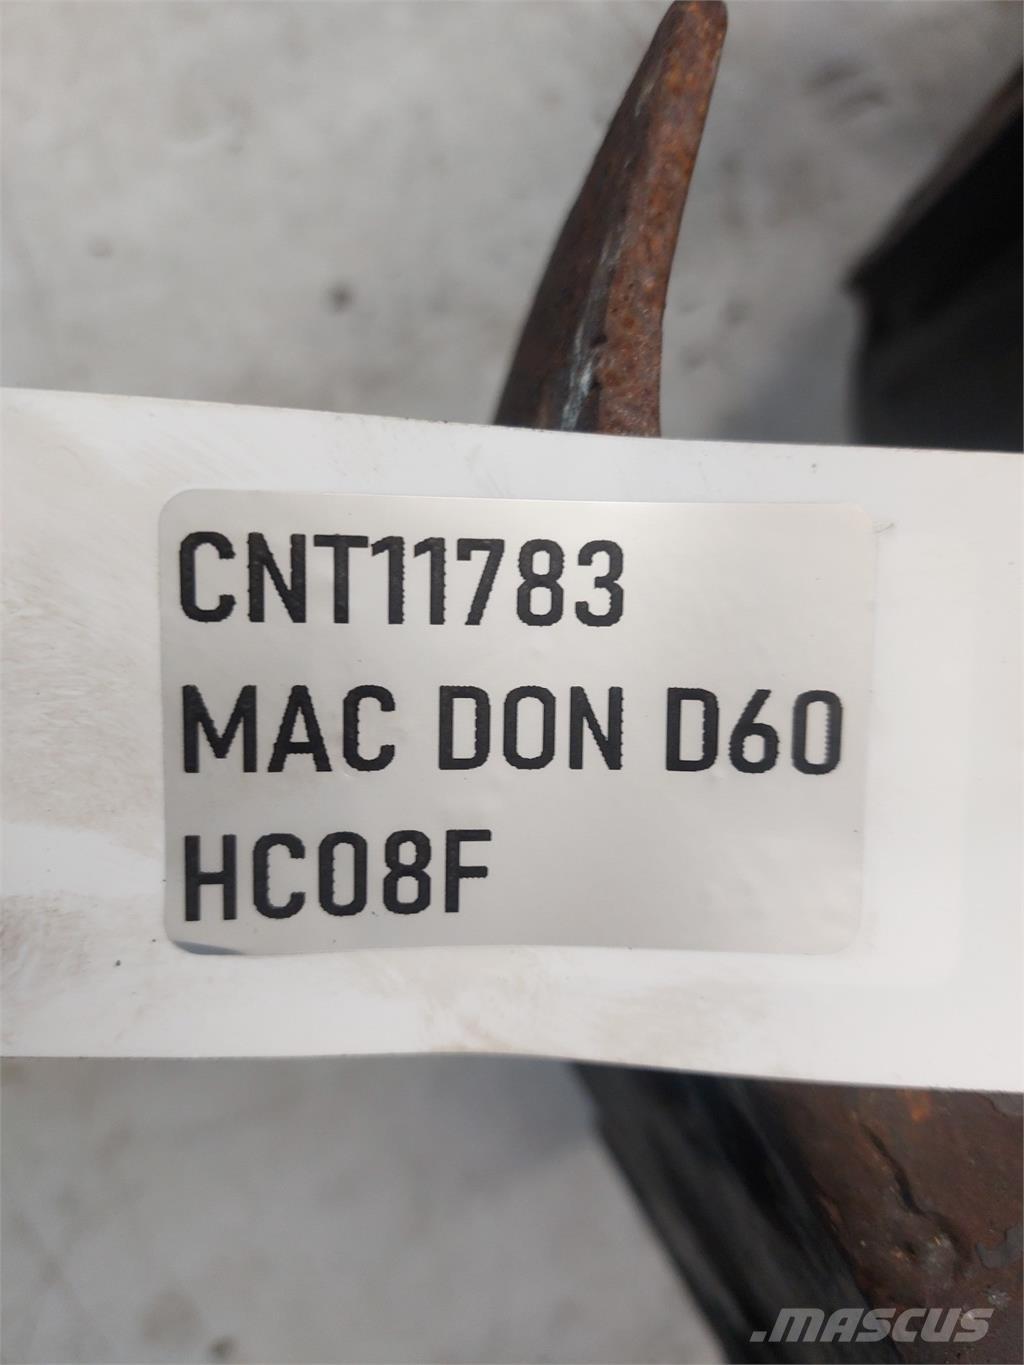 CNT11783
MAC DON D60
HC08F
.MASCUS